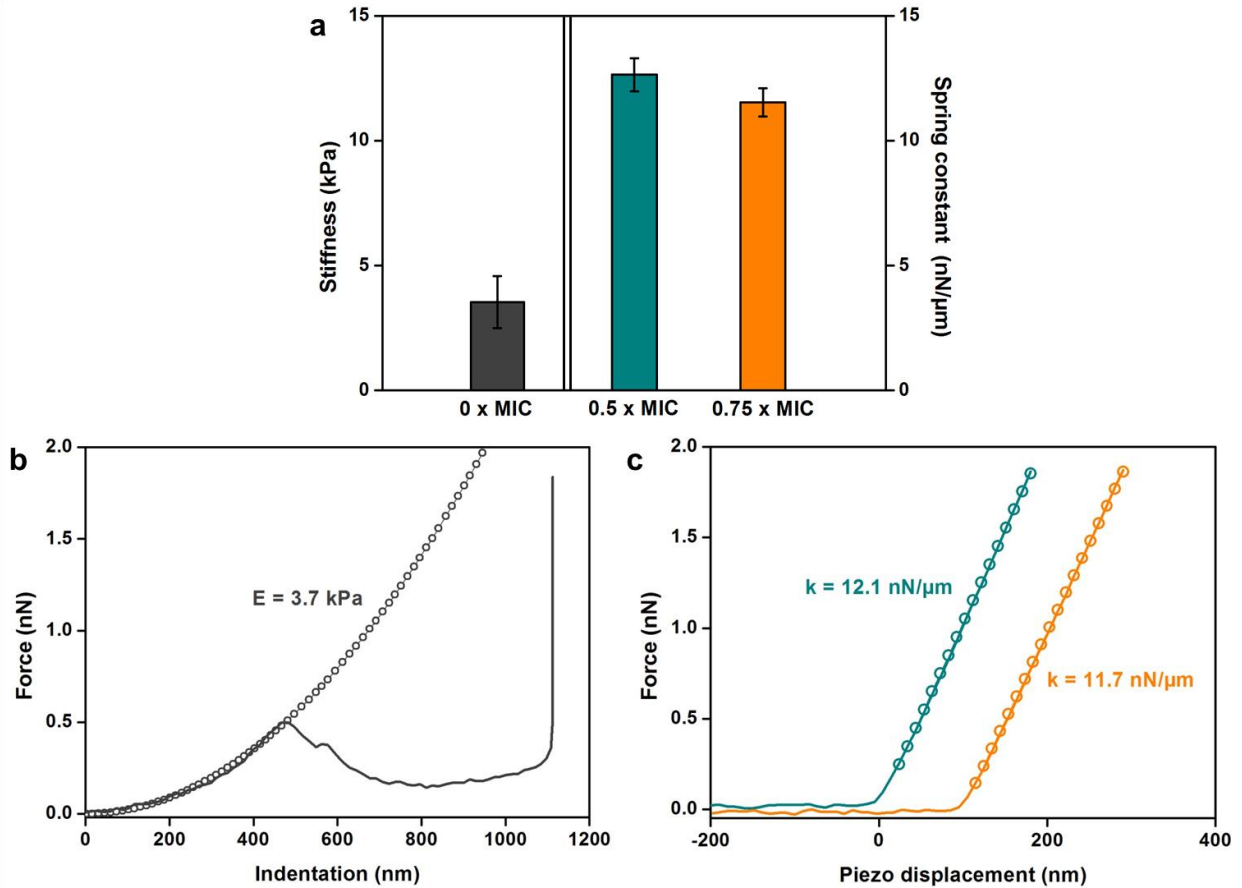 a
15
10
5
0
Stiffness (kPa)
15
10
5
0
Spring constant (nN/µm)
0 x MIC
0.5 x MIC
0.75 x MIC
b
2.0
1.5
1.0
0.5
0.0
Force (nN)
E = 3.7 kPa
0
200
400
600
800
1000
1200
Indentation (nm)
c
2.0
1.5
1.0
0.5
0.0
Force (nN)
k = 12.1 nN/µm
k = 11.7 nN/µm
-200
0
200
400
Piezo displacement (nm)